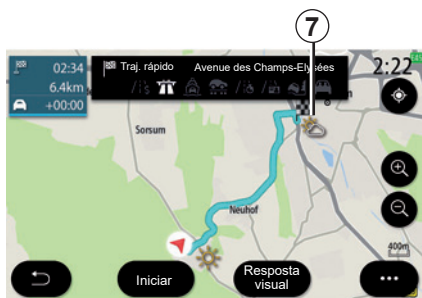 7
02:34
6.4km
+00:00
Traj. rápido
Avenue des Champs-Elysées
2:22
Sorsum
Neuhof
400m
Iniciar
Resposta
visual